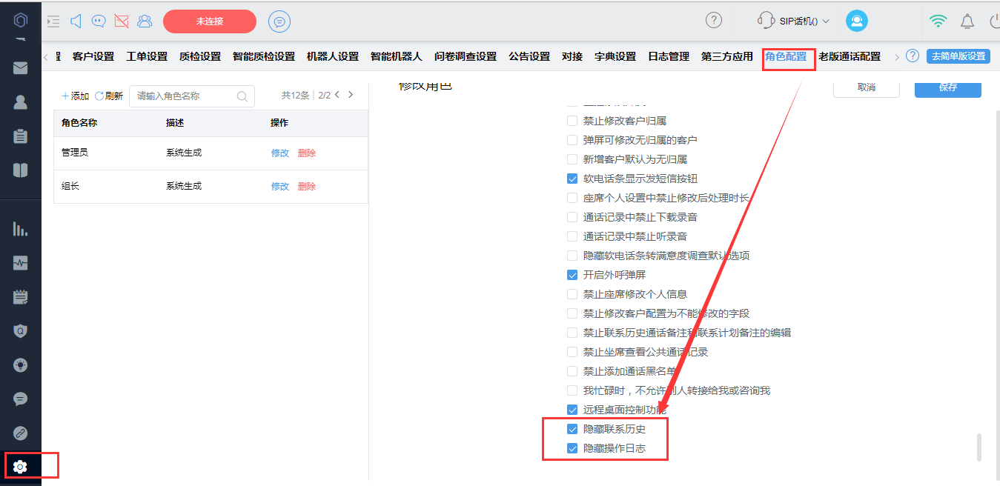 未连接
SIP话机()
客户设置 工单设置 质检设置 智能质检设置 机器人设置 智能机器人 问卷调查设置 公告设置 对接 字典设置 日志管理 第三方应用 角色配置 老版通话配置 去简单版设置
添加 刷新 请输入角色名称 共12条 2/2
修改角色
取消 保存
角色名称 描述 操作
管理员 系统生成 修改 删除
组长 系统生成 修改 删除
禁止修改客户归属
弹屏可修改无归属的客户
新增客户默认为无归属
软电话条显示发短信按钮
座席个人设置中禁止修改后处理时长
通话记录中禁止下载录音
通话记录中禁止听录音
隐藏软电话条转满意度调查默认选项
开启外呼弹屏
禁止座席修改个人信息
禁止修改客户配置为不能修改的字段
禁止联系历史通话备注和联系计划备注的编辑
禁止坐席查看公共通话记录
禁止添加通话黑名单
我忙碌时，不允许别人转接给我或咨询我
远程桌面控制功能
隐藏联系历史
隐藏操作日志